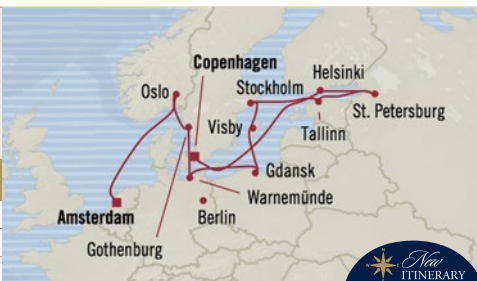 Copenhagen
Helsinki
Oslo
Stockholm
St. Petersburg
Visby
Tallinn
Gdansk
Warnemünde
Amsterdam
Berlin
Gothenburg
New
ITINERARY